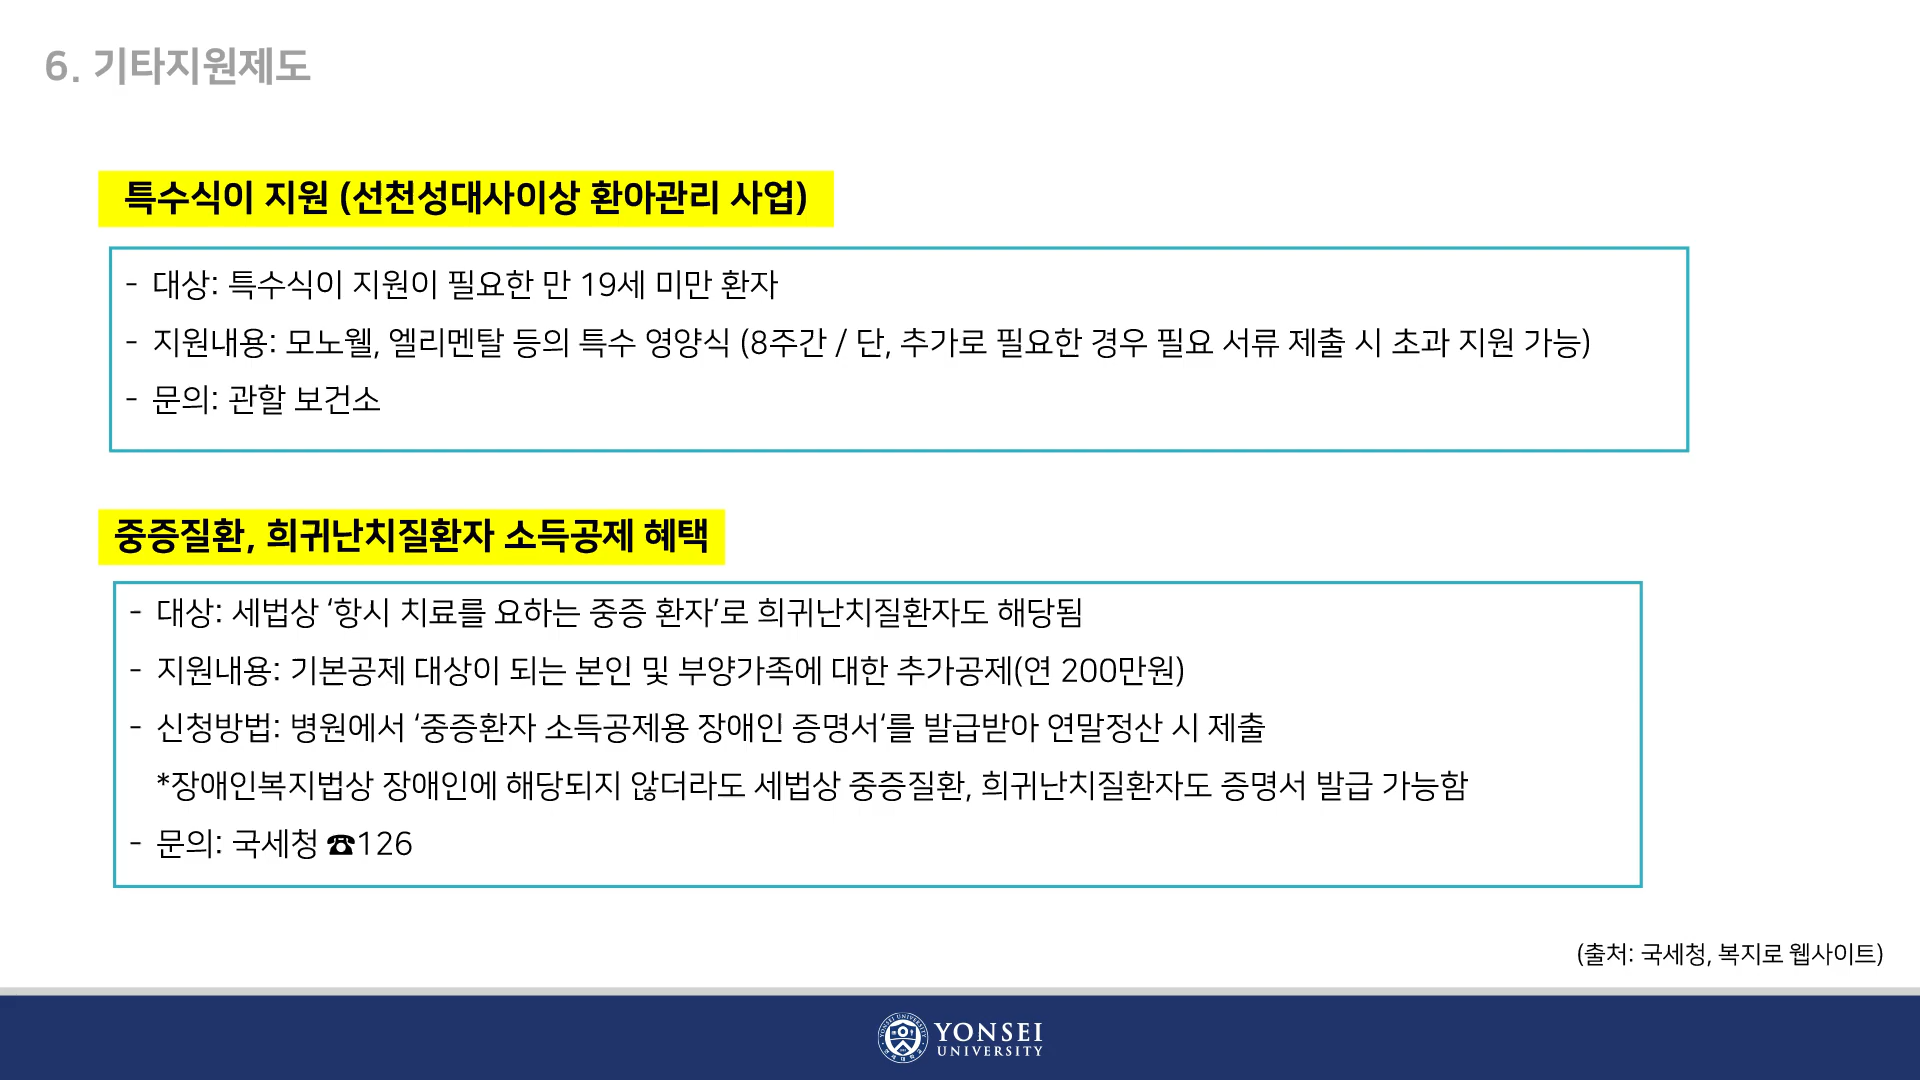 6. 기타지원제도
특수식이 지원 (선천성대사이상 환아관리 사업)
- 대상: 특수식이 지원이 필요한 만 19세 미만 환자
- 지원내용: 모노웰, 엘리멘탈 등의 특수 영양식 (8주간 / 단, 추가로 필요한 경우 필요 서류 제출 시 초과 지원 가능)
- 문의: 관할 보건소
중증질환, 희귀난치질환자 소득공제 혜택
- 대상: 세법상 ‘항시 치료를 요하는 중증 환자’로 희귀난치질환자도 해당됨
- 지원내용: 기본공제 대상이 되는 본인 및 부양가족에 대한 추가공제(연 200만원)
- 신청방법: 병원에서 ‘중증환자 소득공제용 장애인 증명서‘를 발급받아 연말정산 시 제출
*장애인복지법상 장애인에 해당되지 않더라도 세법상 중증질환, 희귀난치질환자도 증명서 발급 가능함
- 문의: 국세청 ☎126
(출처: 국세청, 복지로 웹사이트)
YONSEI
UNIVERSITY